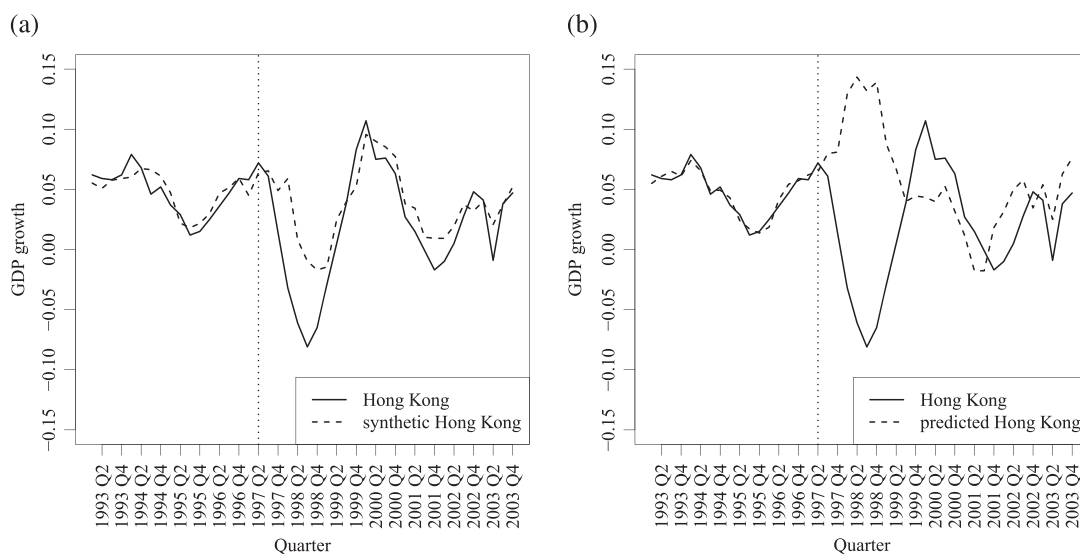 (a)
GDP growth
0.15
0.10
0.05
0.00
−0.05
−0.10
−0.15
Hong Kong
synthetic Hong Kong
1993 Q2
1993 Q4
1994 Q2
1994 Q4
1995 Q2
1995 Q4
1996 Q2
1996 Q4
1997 Q2
1997 Q4
1998 Q2
1998 Q4
1999 Q2
1999 Q4
2000 Q2
2000 Q4
2001 Q2
2001 Q4
2002 Q2
2002 Q4
2003 Q2
2003 Q4
Quarter
(b)
GDP growth
0.15
0.10
0.05
0.00
−0.05
−0.10
−0.15
Hong Kong
predicted Hong Kong
1993 Q2
1993 Q4
1994 Q2
1994 Q4
1995 Q2
1995 Q4
1996 Q2
1996 Q4
1997 Q2
1997 Q4
1998 Q2
1998 Q4
1999 Q2
1999 Q4
2000 Q2
2000 Q4
2001 Q2
2001 Q4
2002 Q2
2002 Q4
2003 Q2
2003 Q4
Quarter